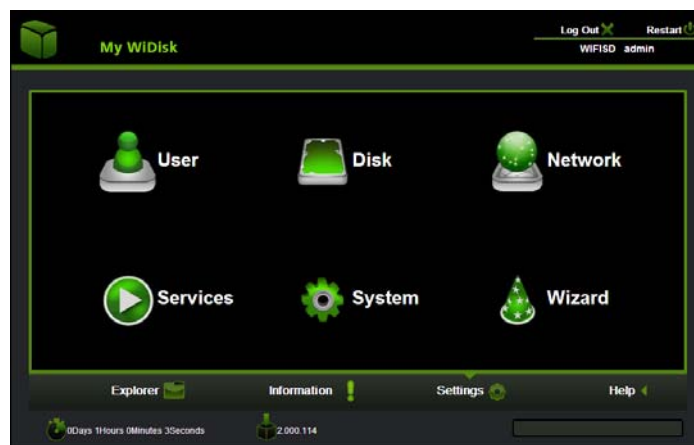 My WiDisk
Log Out Restart
WIFISD admin
User Disk Network
Services System Wizard
Explorer Information Settings Help
0Days 1Hours 0Minutes 3Seconds 2.000.114